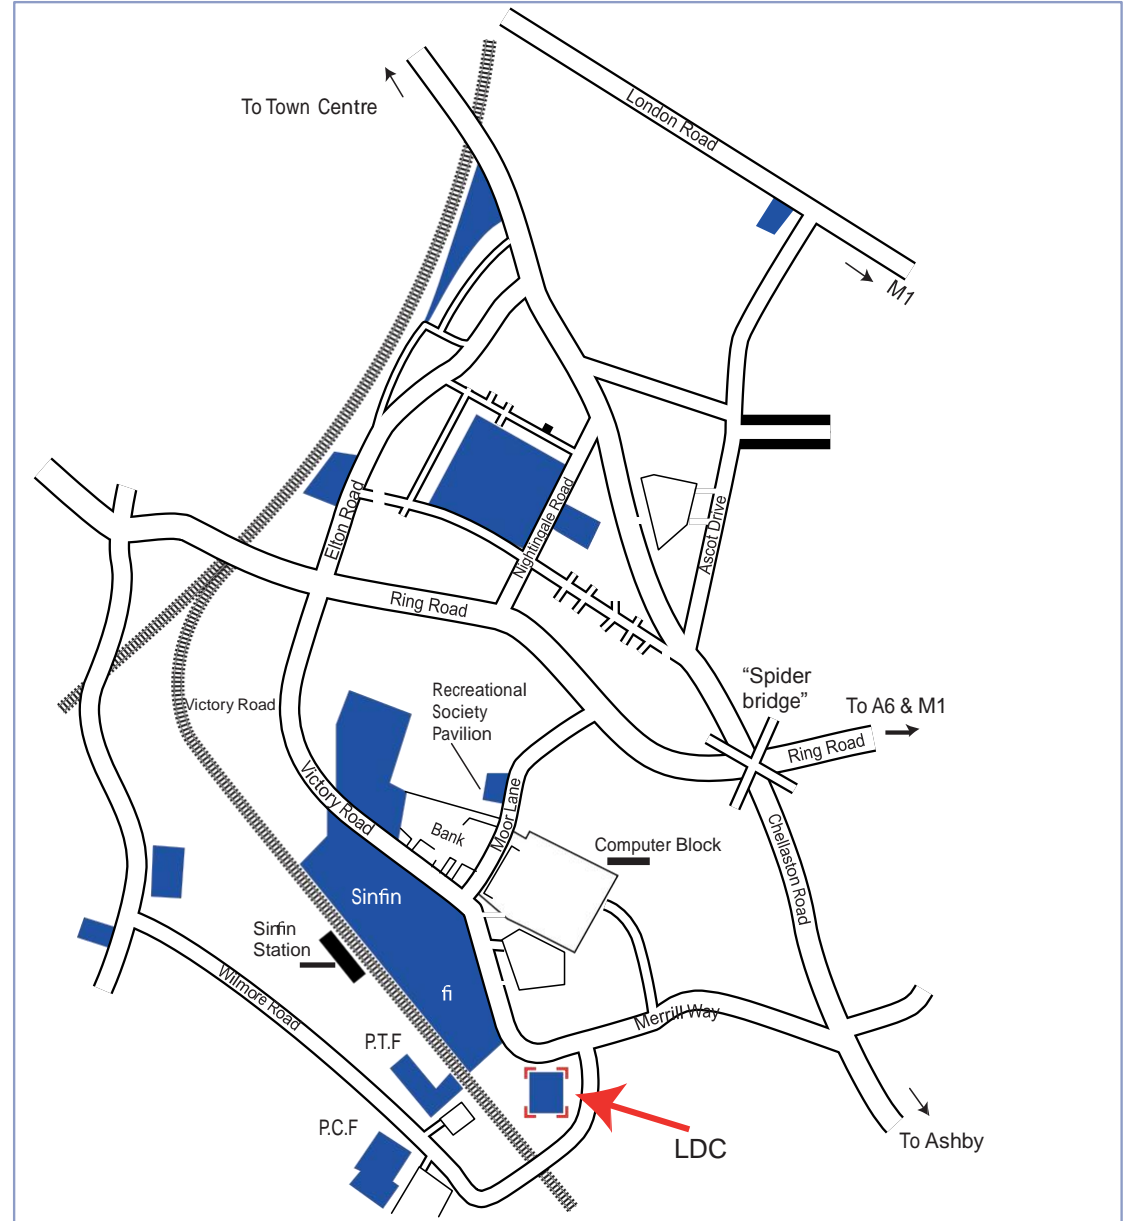 To Town Centre
London Road
M1
Elton Road
Nightingale Road
Ascot Drive
Ring Road
"Spider
bridge"
To A6 & M1
Ring Road
Recreational
Society
Pavilion
Victory Road
Victory Road
Moor Lane
Bank
Computer Block
Chellaston Road
Sinfin
Sinfin
Station
fi
Wilmore Road
Merrill Way
P.T.F
P.C.F
LDC
To Ashby